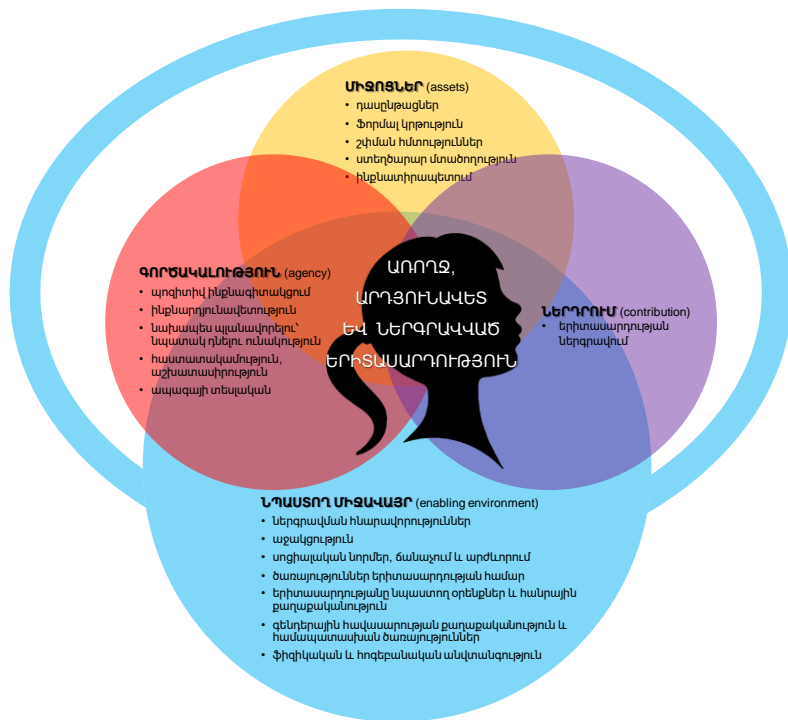 ՄԻՋՈՑՆԵՐ (assets)
• դասընթացներ
• Ֆորմալ կրթություն
• շփման հմտություններ
• ստեղծարար մտածողություն
• ինքնատիրապետում
ԳՈՐԾԱԿԱԼՈՒԹՅՈՒՆ (agency)
• պոզիտիվ ինքնագիտակցում
• ինքնարդյունավետություն
• նախապես պլանավորելու՝
նպատակ դնելու ունակություն
• հաստատակամություն,
աշխատասիրություն
• ապագայի տեսլական
ԱՌՈՂՋ,
ԱՐԴՅՈՒՆԱՎԵՏ
ԵՎ ՆԵՐԳՐԱՎՎԱԾ
ԵՐԻՏԱՍԱՐԴՈՒԹՅՈՒՆ
ՆԵՐԴՐՈՒՄ (contribution)
• երիտասարդության
ներգրավում
ՆՊԱՍՏՈՂ ՄԻՋԱՎԱՅՐ (enabling environment)
• ներգրավման հնարավորություններ
• աջակցություն
• սոցիալական նորմեր, ճանաչում և արժևորում
• ծառայություններ երիտասարդության համար
• երիտասարդությանը նպաստող օրենքներ և հանրային
քաղաքականություն
• գենդերային հավասարության քաղաքականություն և
համապատասխան ծառայություններ
• ֆիզիկական և հոգեբանական անվտանգություն